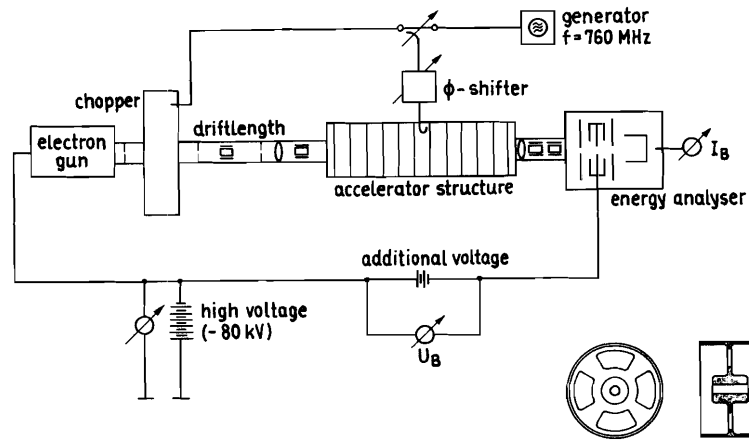 generator
f=760 MHz
chopper
ϕ-shifter
electron
gun
driftlength
accelerator structure
I_B
energy analyser
additional voltage
high voltage
(-80 kV)
U_B